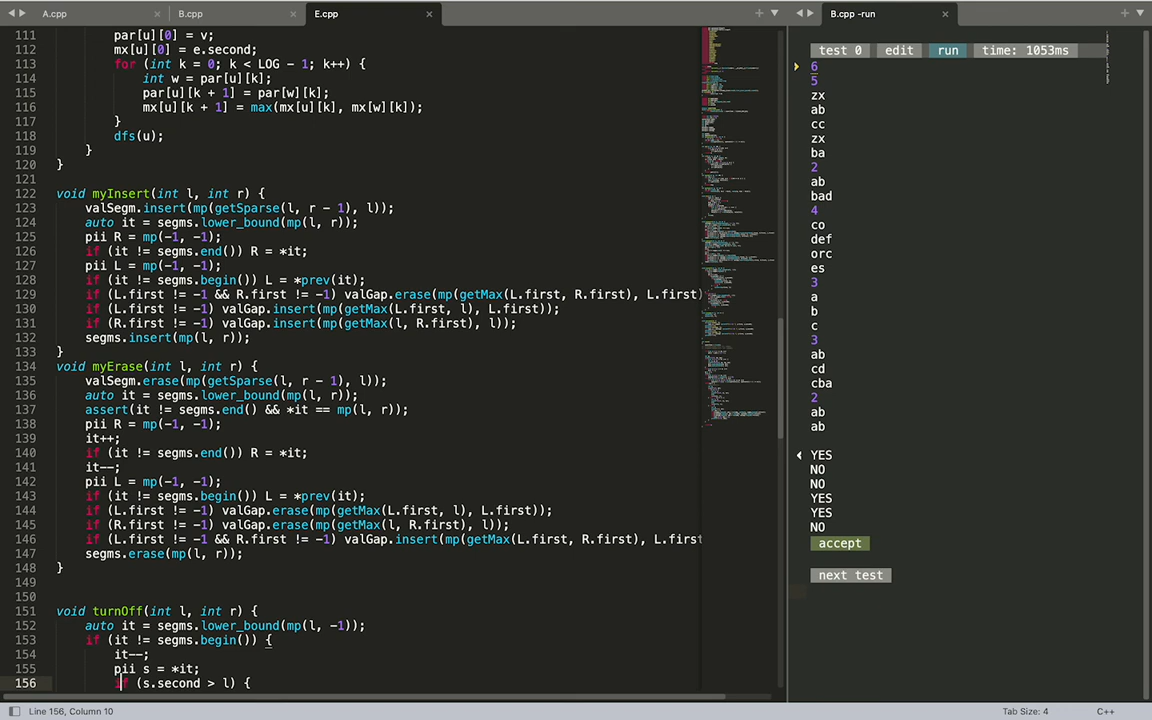 A.cpp × B.cpp × E.cpp ×
B.cpp -run ×
111 par[u][0] = v;
112 mx[u][0] = e.second;
113 for (int k = 0; k < LOG - 1; k++) {
114 int w = par[u][k];
115 par[u][k + 1] = par[w][k];
116 mx[u][k + 1] = max(mx[u][k], mx[w][k]);
117 }
118 dfs(u);
119 }
120 }
121
122 void myInsert(int l, int r) {
123 valSegm.insert(mp(getSparse(l, r - 1), l));
124 auto it = segms.lower_bound(mp(l, r));
125 pii R = mp(-1, -1);
126 if (it != segms.end()) R = *it;
127 pii L = mp(-1, -1);
128 if (it != segms.begin()) L = *prev(it);
129 if (L.first != -1 && R.first != -1) valGap.erase(mp(getMax(L.first, R.first), L.first)
130 if (L.first != -1) valGap.insert(mp(getMax(L.first, l), L.first));
131 if (R.first != -1) valGap.insert(mp(getMax(l, R.first), l));
132 segms.insert(mp(l, r));
133 }
134 void myErase(int l, int r) {
135 valSegm.erase(mp(getSparse(l, r - 1), l));
136 auto it = segms.lower_bound(mp(l, r));
137 assert(it != segms.end() && *it == mp(l, r));
138 pii R = mp(-1, -1);
139 it++;
140 if (it != segms.end()) R = *it;
141 it--;
142 pii L = mp(-1, -1);
143 if (it != segms.begin()) L = *prev(it);
144 if (L.first != -1) valGap.erase(mp(getMax(L.first, l), L.first));
145 if (R.first != -1) valGap.erase(mp(getMax(l, R.first), l));
146 if (L.first != -1 && R.first != -1) valGap.insert(mp(getMax(L.first, R.first), L.first
147 segms.erase(mp(l, r));
148 }
149
150
151 void turnOff(int l, int r) {
152 auto it = segms.lower_bound(mp(l, -1));
153 if (it != segms.begin()) {
154 it--;
155 pii s = *it;
156 if (s.second > l) {
test 0 edit run time: 1053ms
6
5
zx
ab
cc
zx
ba
2
ab
bad
4
co
def
orc
es
3
a
b
c
3
ab
cd
cba
2
ab
ab
YES
NO
NO
YES
YES
NO
accept
next test
Line 156, Column 10
Tab Size: 4
C++